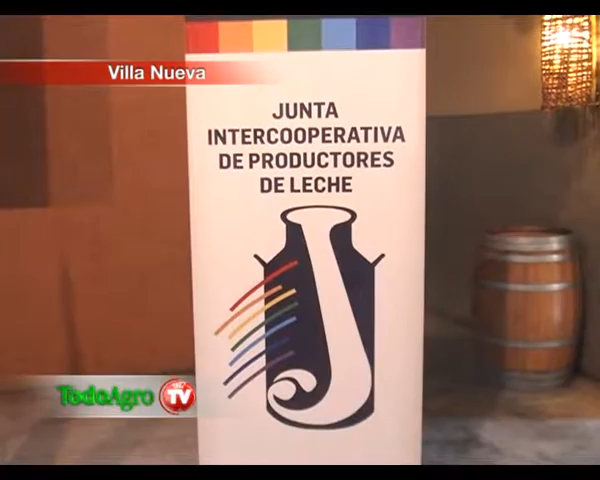 Villa Nueva
JUNTA
INTERCOOPERATIVA
DE PRODUCTORES
DE LECHE
TodoAgro TV